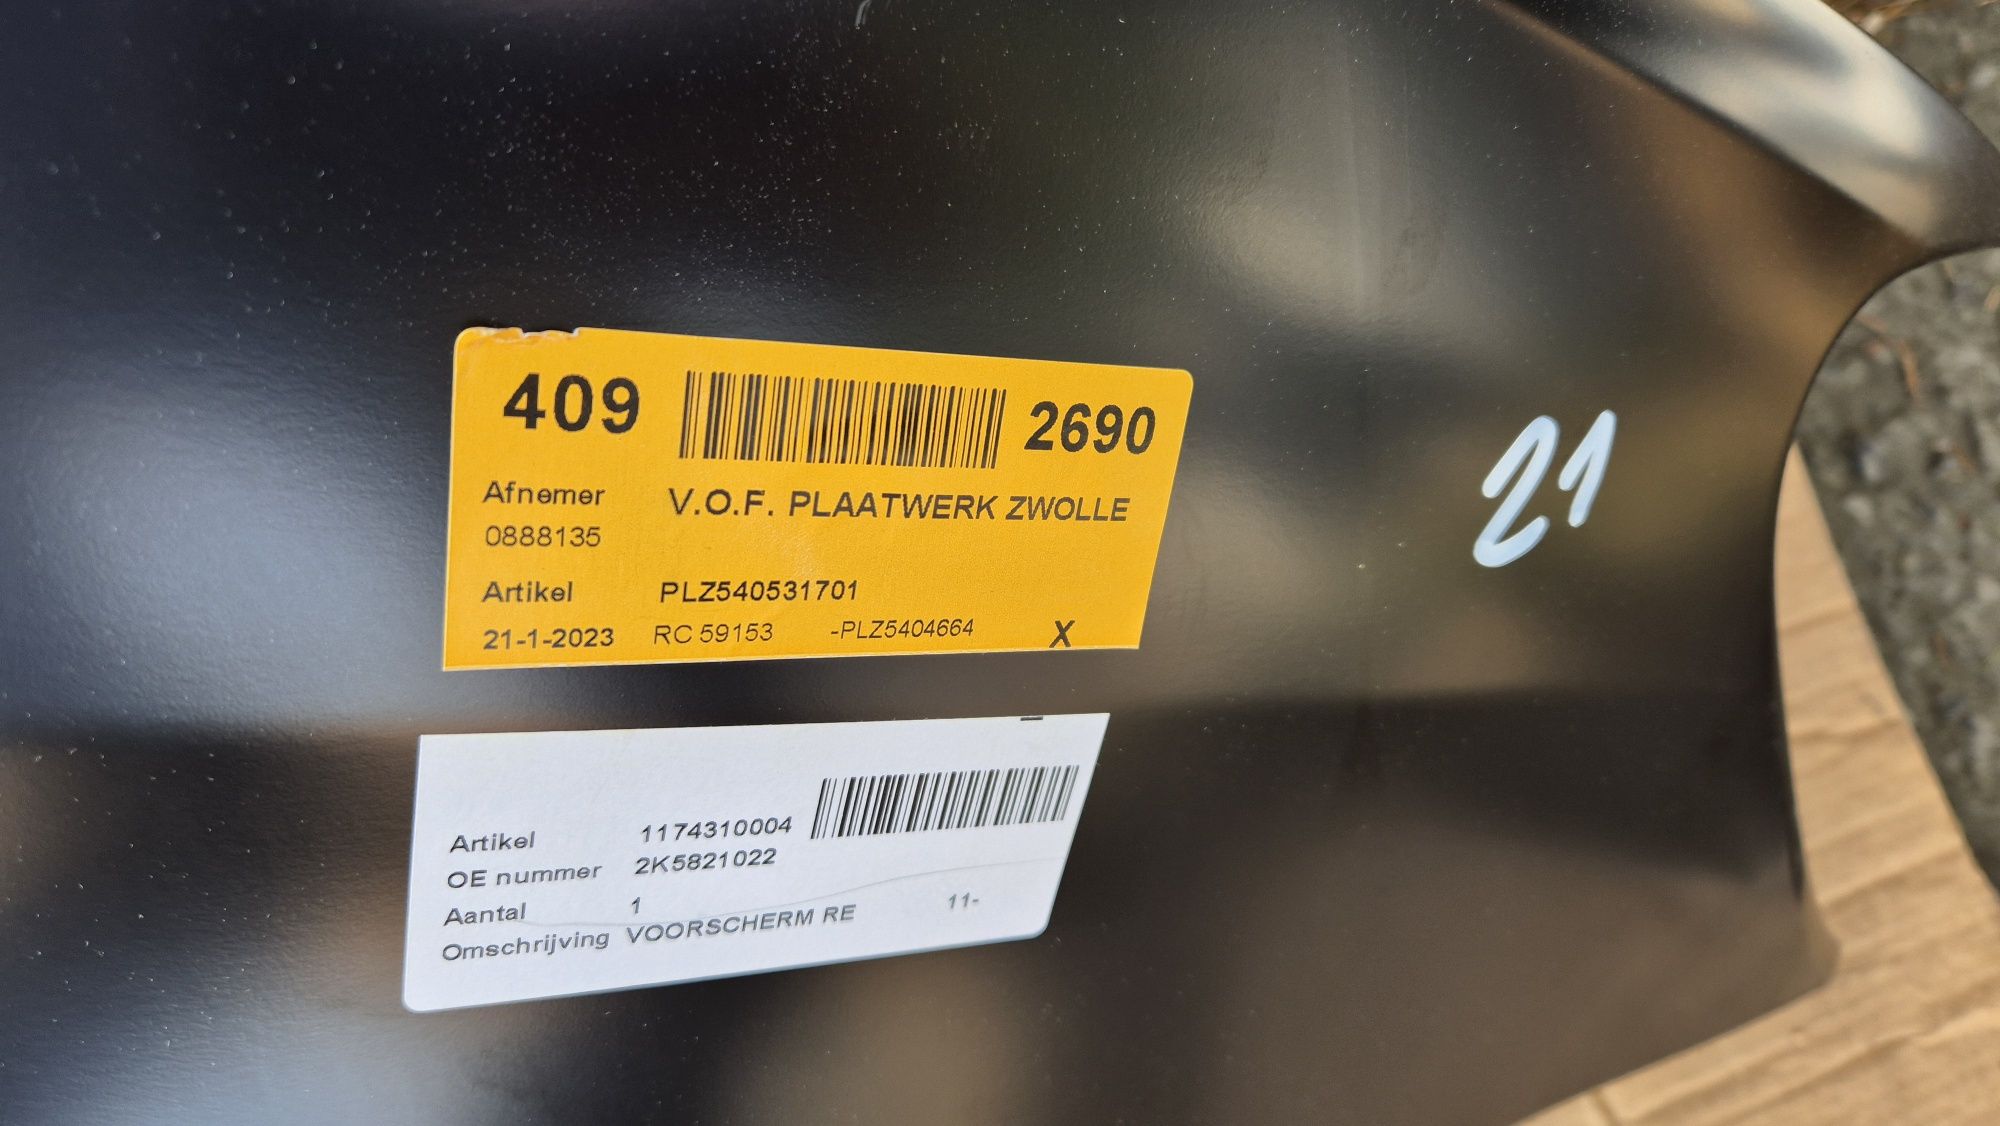 409 2690
Afnemer V.O.F. PLAATWERK ZWOLLE
0888135
Artikel PLZ540531701
21-1-2023 RC 59153 -PLZ5404664 X
21
Artikel 1174310004
OE nummer 2K5821022
Aantal 1
Omschrijving VOORSCHERM RE 11-